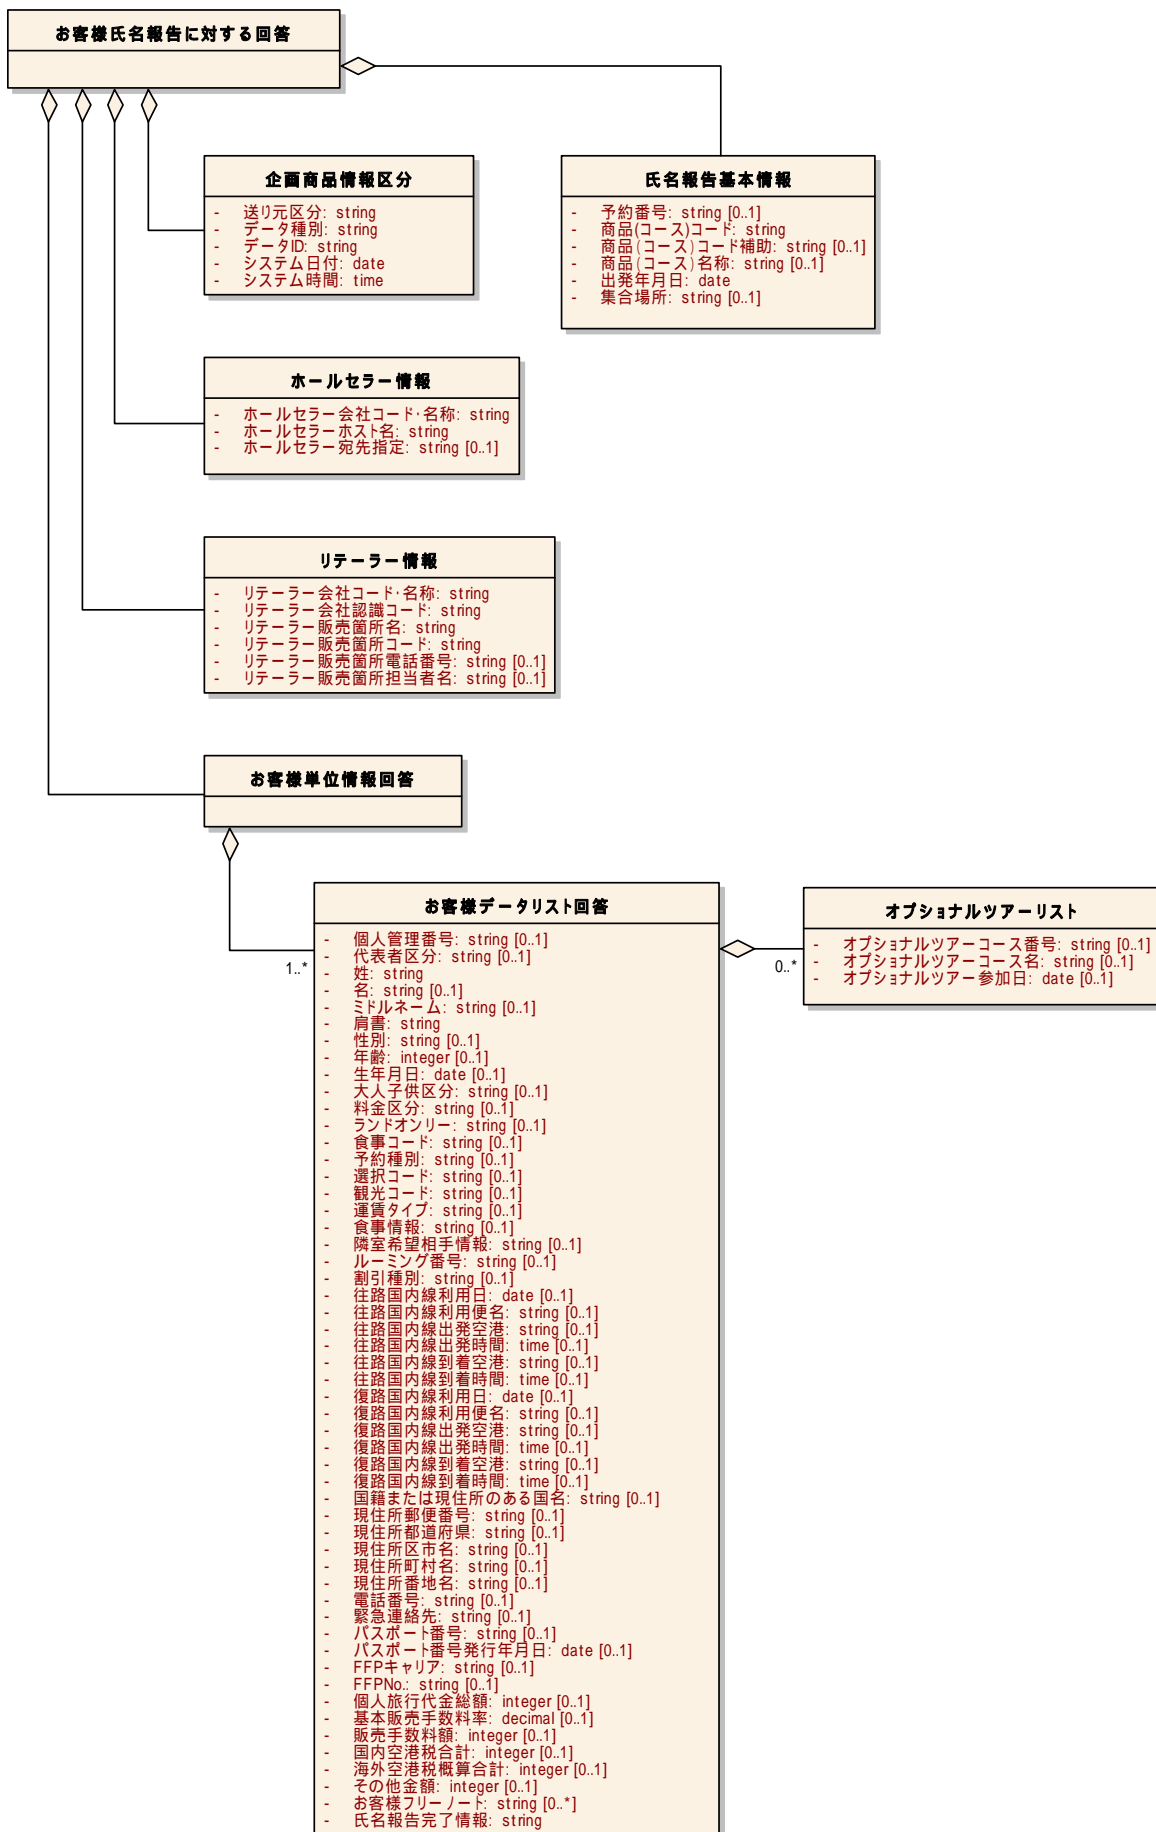 お客様氏名報告に対する回答
企画商品情報区分
- 送り元区分: string
- データ種別: string
- データID: string
- システム日付: date
- システム時間: time
氏名報告基本情報
- 予約番号: string [0..1]
- 商品(コース)コード: string
- 商品(コース)コード補助: string [0..1]
- 商品(コース)名称: string [0..1]
- 出発年月日: date
- 集合場所: string [0..1]
ホールセラー情報
- ホールセラー会社コード・名称: string
- ホールセラーホスト名: string
- ホールセラー宛先指定: string [0..1]
リテーラー情報
- リテーラー会社コード・名称: string
- リテーラー会社認識コード: string
- リテーラー販売箇所名: string
- リテーラー販売箇所コード: string
- リテーラー販売箇所電話番号: string [0..1]
- リテーラー販売箇所担当者名: string [0..1]
お客様単位情報回答
1..*
お客様データリスト回答
- 個人管理番号: string [0..1]
- 代表者区分: string [0..1]
- 姓: string
- 名: string [0..1]
- ミドルネーム: string [0..1]
- 肩書: string
- 性別: string [0..1]
- 年齢: integer [0..1]
- 生年月日: date [0..1]
- 大人子供区分: string [0..1]
- 料金区分: string [0..1]
- ランドオンリー: string [0..1]
- 食事コード: string [0..1]
- 予約種別: string [0..1]
- 選択コード: string [0..1]
- 観光コード: string [0..1]
- 運賃タイプ: string [0..1]
- 食事情報: string [0..1]
- 隣室希望相手情報: string [0..1]
- ルーミング番号: string [0..1]
- 割引種別: string [0..1]
- 往路国内線利用日: date [0..1]
- 往路国内線利用便名: string [0..1]
- 往路国内線出発空港: string [0..1]
- 往路国内線出発時間: time [0..1]
- 往路国内線到着空港: string [0..1]
- 往路国内線到着時間: time [0..1]
- 復路国内線利用日: date [0..1]
- 復路国内線利用便名: string [0..1]
- 復路国内線出発空港: string [0..1]
- 復路国内線出発時間: time [0..1]
- 復路国内線到着空港: string [0..1]
- 復路国内線到着時間: time [0..1]
- 国籍または現住所のある国名: string [0..1]
- 現住所郵便番号: string [0..1]
- 現住所都道府県: string [0..1]
- 現住所区市名: string [0..1]
- 現住所町村名: string [0..1]
- 現住所番地名: string [0..1]
- 電話番号: string [0..1]
- 緊急連絡先: string [0..1]
- パスポート番号: string [0..1]
- パスポート番号発行年月日: date [0..1]
- FFPキャリア: string [0..1]
- FFPNo.: string [0..1]
- 個人旅行代金総額: integer [0..1]
- 基本販売手数料率: decimal [0..1]
- 販売手数料額: integer [0..1]
- 国内空港税合計: integer [0..1]
- 海外空港税概算合計: integer [0..1]
- その他金額: integer [0..1]
- お客様フリーノート: string [0..*]
- 氏名報告完了情報: string
0..*
オプショナルツアーリスト
- オプショナルツアーコース番号: string [0..1]
- オプショナルツアーコース名: string [0..1]
- オプショナルツアー参加日: date [0..1]